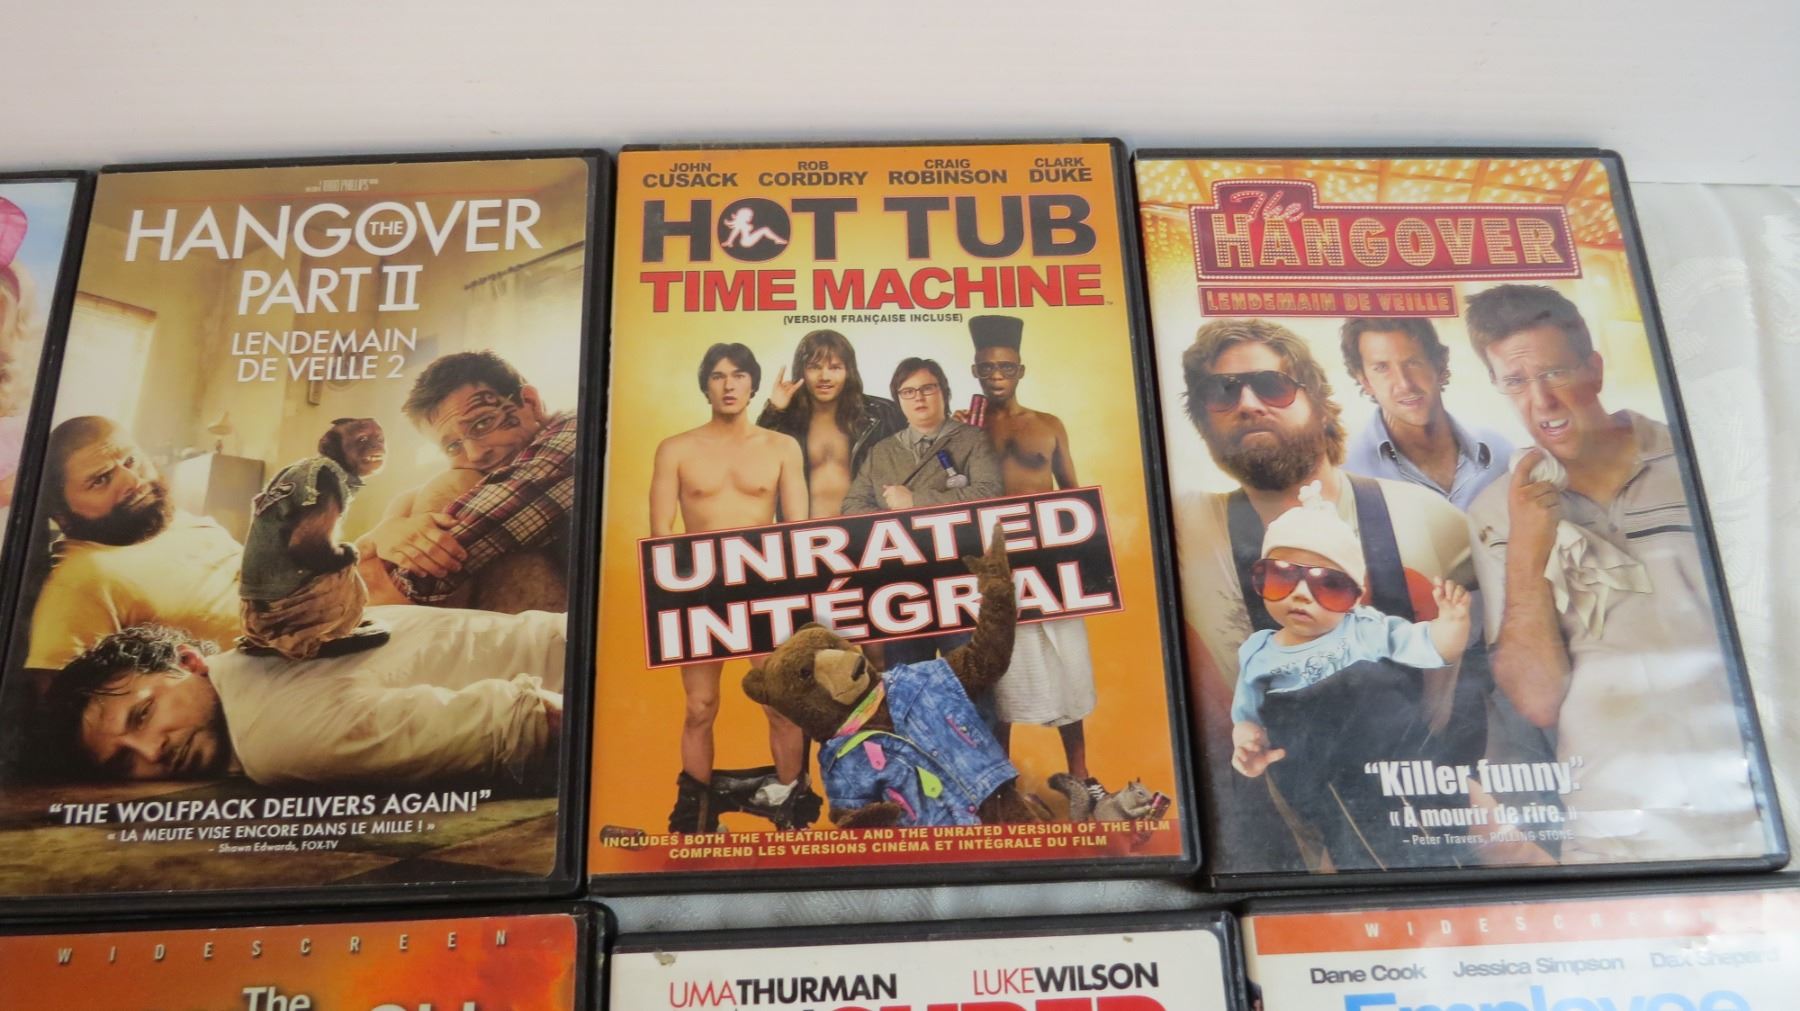 HANGOVER
THE
PART II
LENDEMAIN
DE VEILLE 2
"THE WOLFPACK DELIVERS AGAIN!"
« LA MEUTE VISE ENCORE DANS LE MILLE ! »
- Shawn Edwards, FOX-TV
JOHN CUSACK ROB CORDDRY CRAIG ROBINSON CLARK DUKE
HOT TUB
TIME MACHINE
(VERSION FRANÇAISE INCLUSE)
UNRATED
INTÉGRAL
INCLUDES BOTH THE THEATRICAL AND THE UNRATED VERSION OF THE FILM
COMPREND LES VERSIONS CINÉMA ET INTÉGRALE DU FILM
The
HANGOVER
LENDEMAIN DE VEILLE
"Killer funny."
« À mourir de rire. »
– Peter Travers, ROLLING STONE
WIDESCREEN
The
UMA THURMAN LUKE WILSON
WIDESCREEN
Dane Cook Jessica Simpson Dax Shepard
Employee